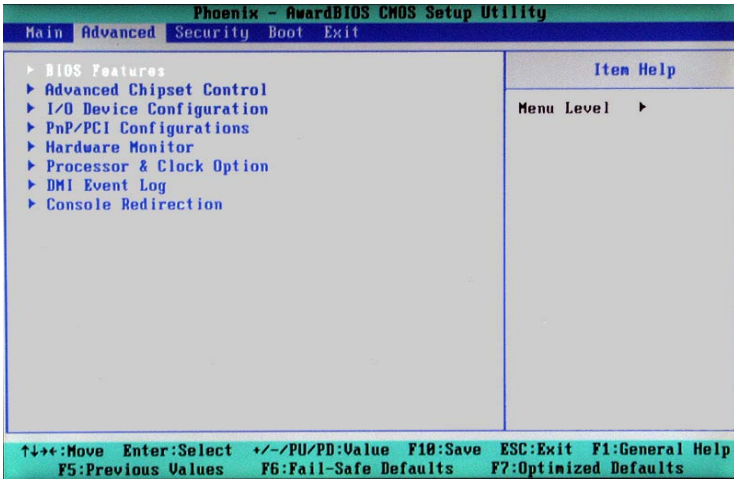 Phoenix - AwardBIOS CMOS Setup Utility
Main Advanced Security Boot Exit
▶ BIOS Features
▶ Advanced Chipset Control
▶ I/O Device Configuration
▶ PnP/PCI Configurations
▶ Hardware Monitor
▶ Processor & Clock Option
▶ DMI Event Log
▶ Console Redirection
Item Help
Menu Level ▶
↑↓→←:Move Enter:Select +/-/PU/PD:Value F10:Save ESC:Exit F1:General Help
F5:Previous Values F6:Fail-Safe Defaults F7:Optimized Defaults